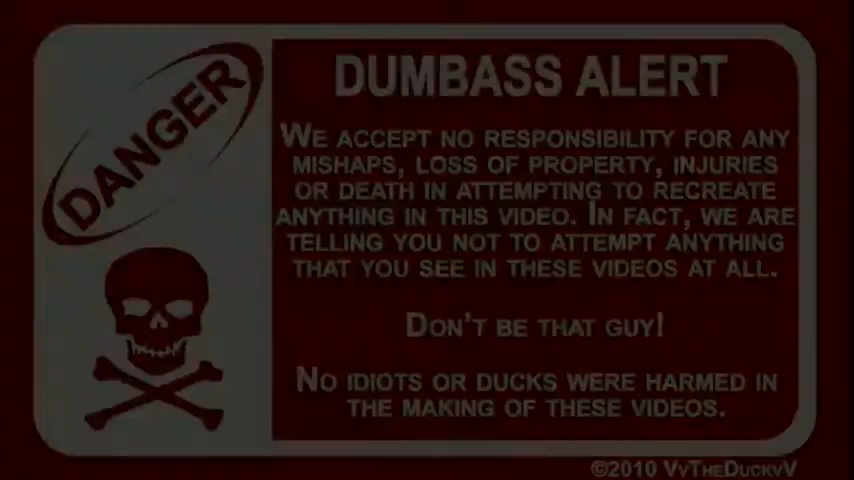 DANGER
DUMBASS ALERT
WE ACCEPT NO RESPONSIBILITY FOR ANY
MISHAPS, LOSS OF PROPERTY, INJURIES
OR DEATH IN ATTEMPTING TO RECREATE
ANYTHING IN THIS VIDEO. IN FACT, WE ARE
TELLING YOU NOT TO ATTEMPT ANYTHING
THAT YOU SEE IN THESE VIDEOS AT ALL.
DON'T BE THAT GUY!
NO IDIOTS OR DUCKS WERE HARMED IN
THE MAKING OF THESE VIDEOS.
©2010 VVTHEDUCKVV